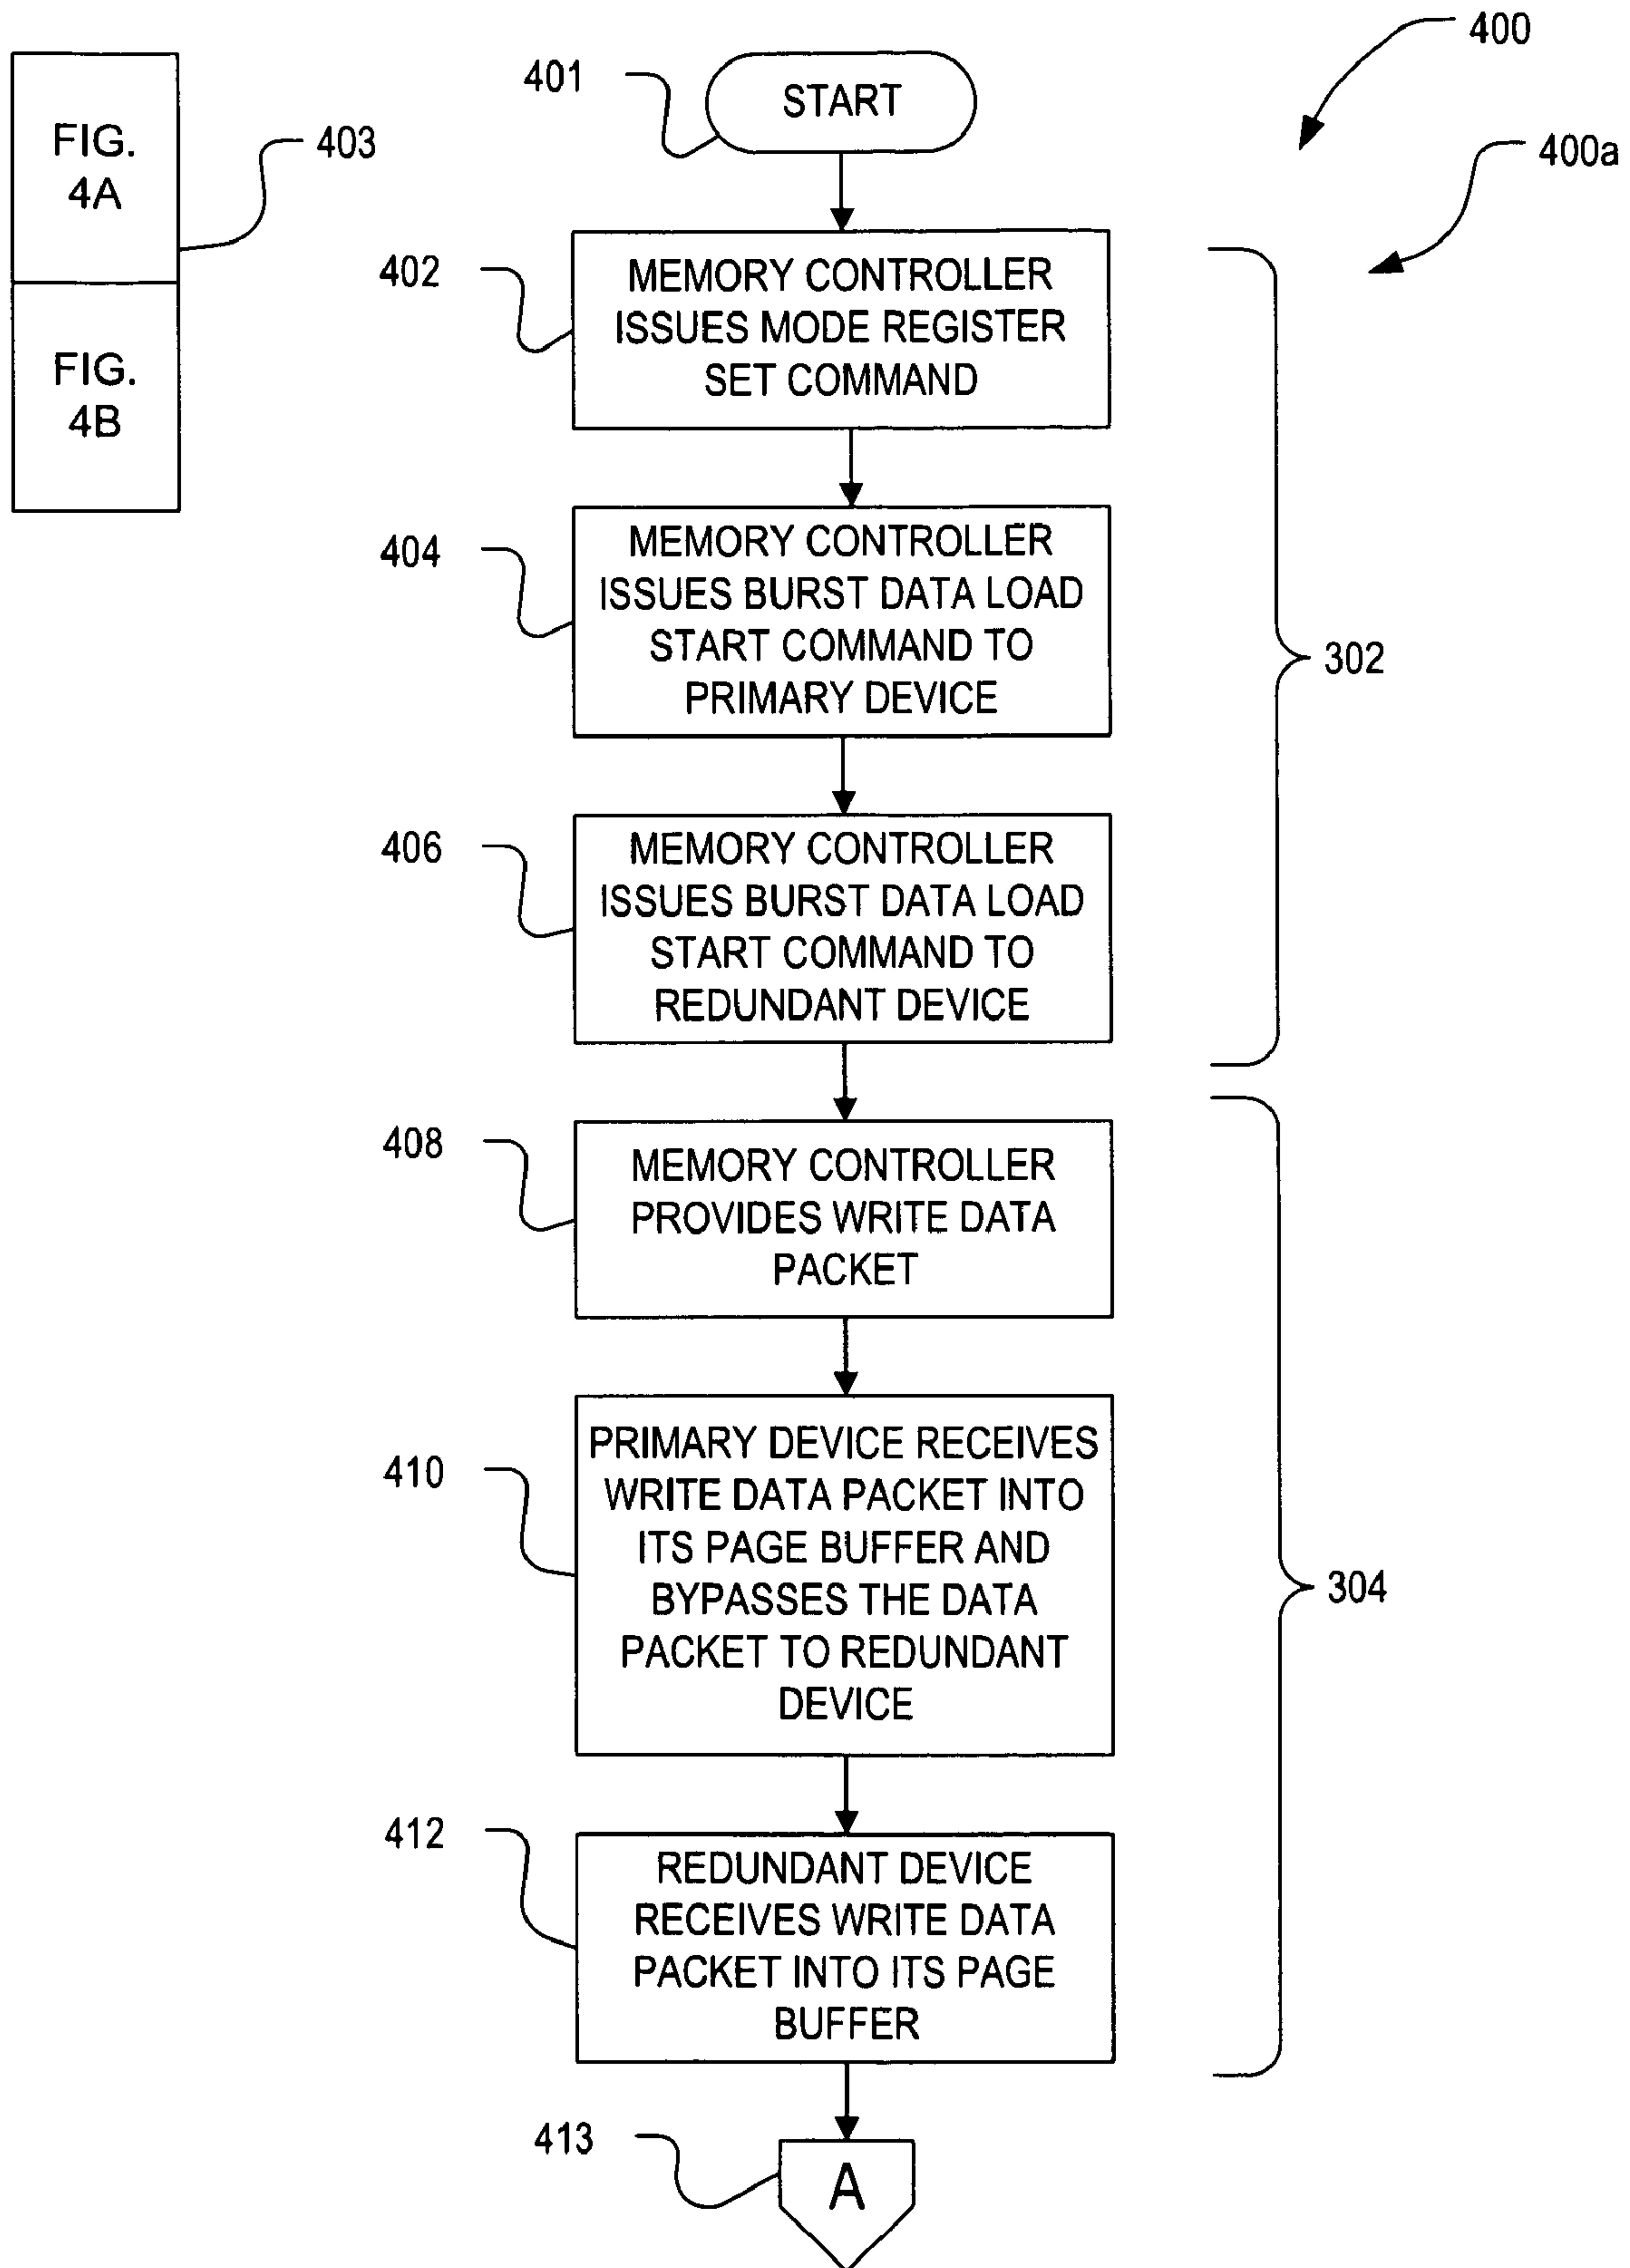 400
401
START
400a
FIG.
4A
403
FIG.
4B
402
MEMORY CONTROLLER
ISSUES MODE REGISTER
SET COMMAND
404
MEMORY CONTROLLER
ISSUES BURST DATA LOAD
START COMMAND TO
PRIMARY DEVICE
302
406
MEMORY CONTROLLER
ISSUES BURST DATA LOAD
START COMMAND TO
REDUNDANT DEVICE
408
MEMORY CONTROLLER
PROVIDES WRITE DATA
PACKET
410
PRIMARY DEVICE RECEIVES
WRITE DATA PACKET INTO
ITS PAGE BUFFER AND
BYPASSES THE DATA
PACKET TO REDUNDANT
DEVICE
304
412
REDUNDANT DEVICE
RECEIVES WRITE DATA
PACKET INTO ITS PAGE
BUFFER
413
A